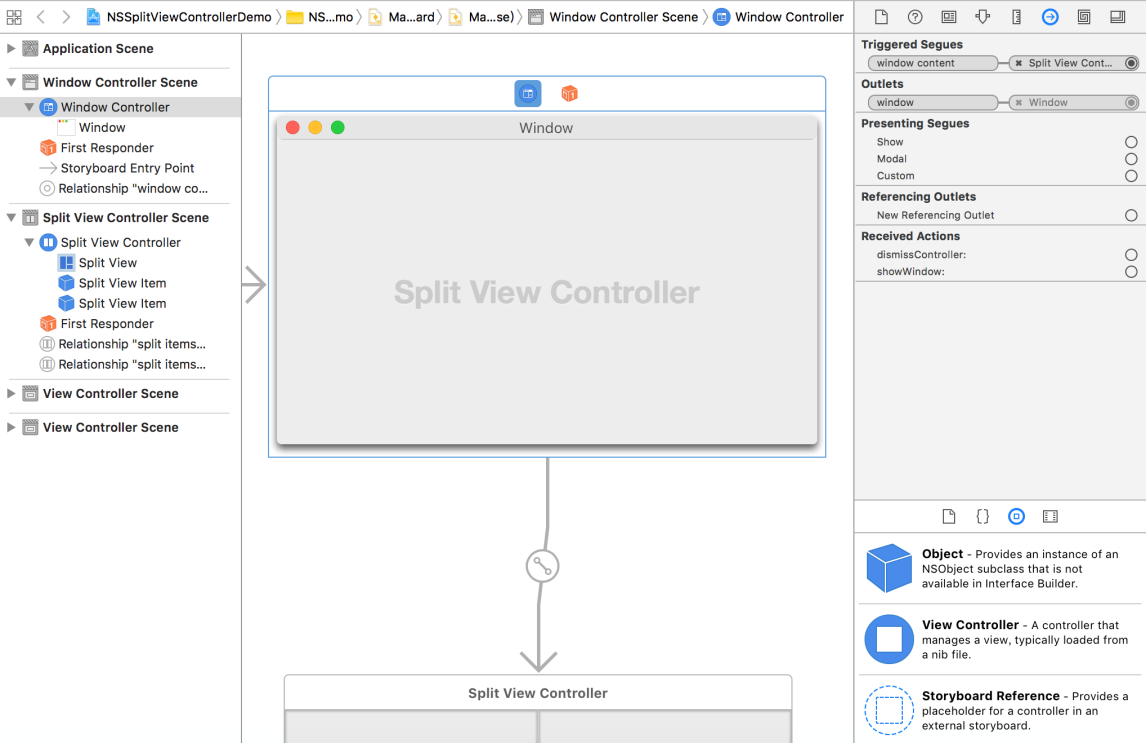 NSSplitViewControllerDemo
NS...mo
Ma...ard
Ma...se)
Window Controller Scene
Window Controller
Application Scene
Window Controller Scene
Window Controller
Window
First Responder
Storyboard Entry Point
Relationship "window co...
Split View Controller Scene
Split View Controller
Split View
Split View Item
Split View Item
First Responder
Relationship "split items...
Relationship "split items...
View Controller Scene
View Controller Scene
Window
Split View Controller
Split View Controller
Triggered Segues
window content
Split View Cont...
Outlets
window
Window
Presenting Segues
Show
Modal
Custom
Referencing Outlets
New Referencing Outlet
Received Actions
dismissController:
showWindow:
Object - Provides an instance of an
NSObject subclass that is not
available in Interface Builder.
View Controller - A controller that
manages a view, typically loaded from
a nib file.
Storyboard Reference - Provides a
placeholder for a controller in an
external storyboard.